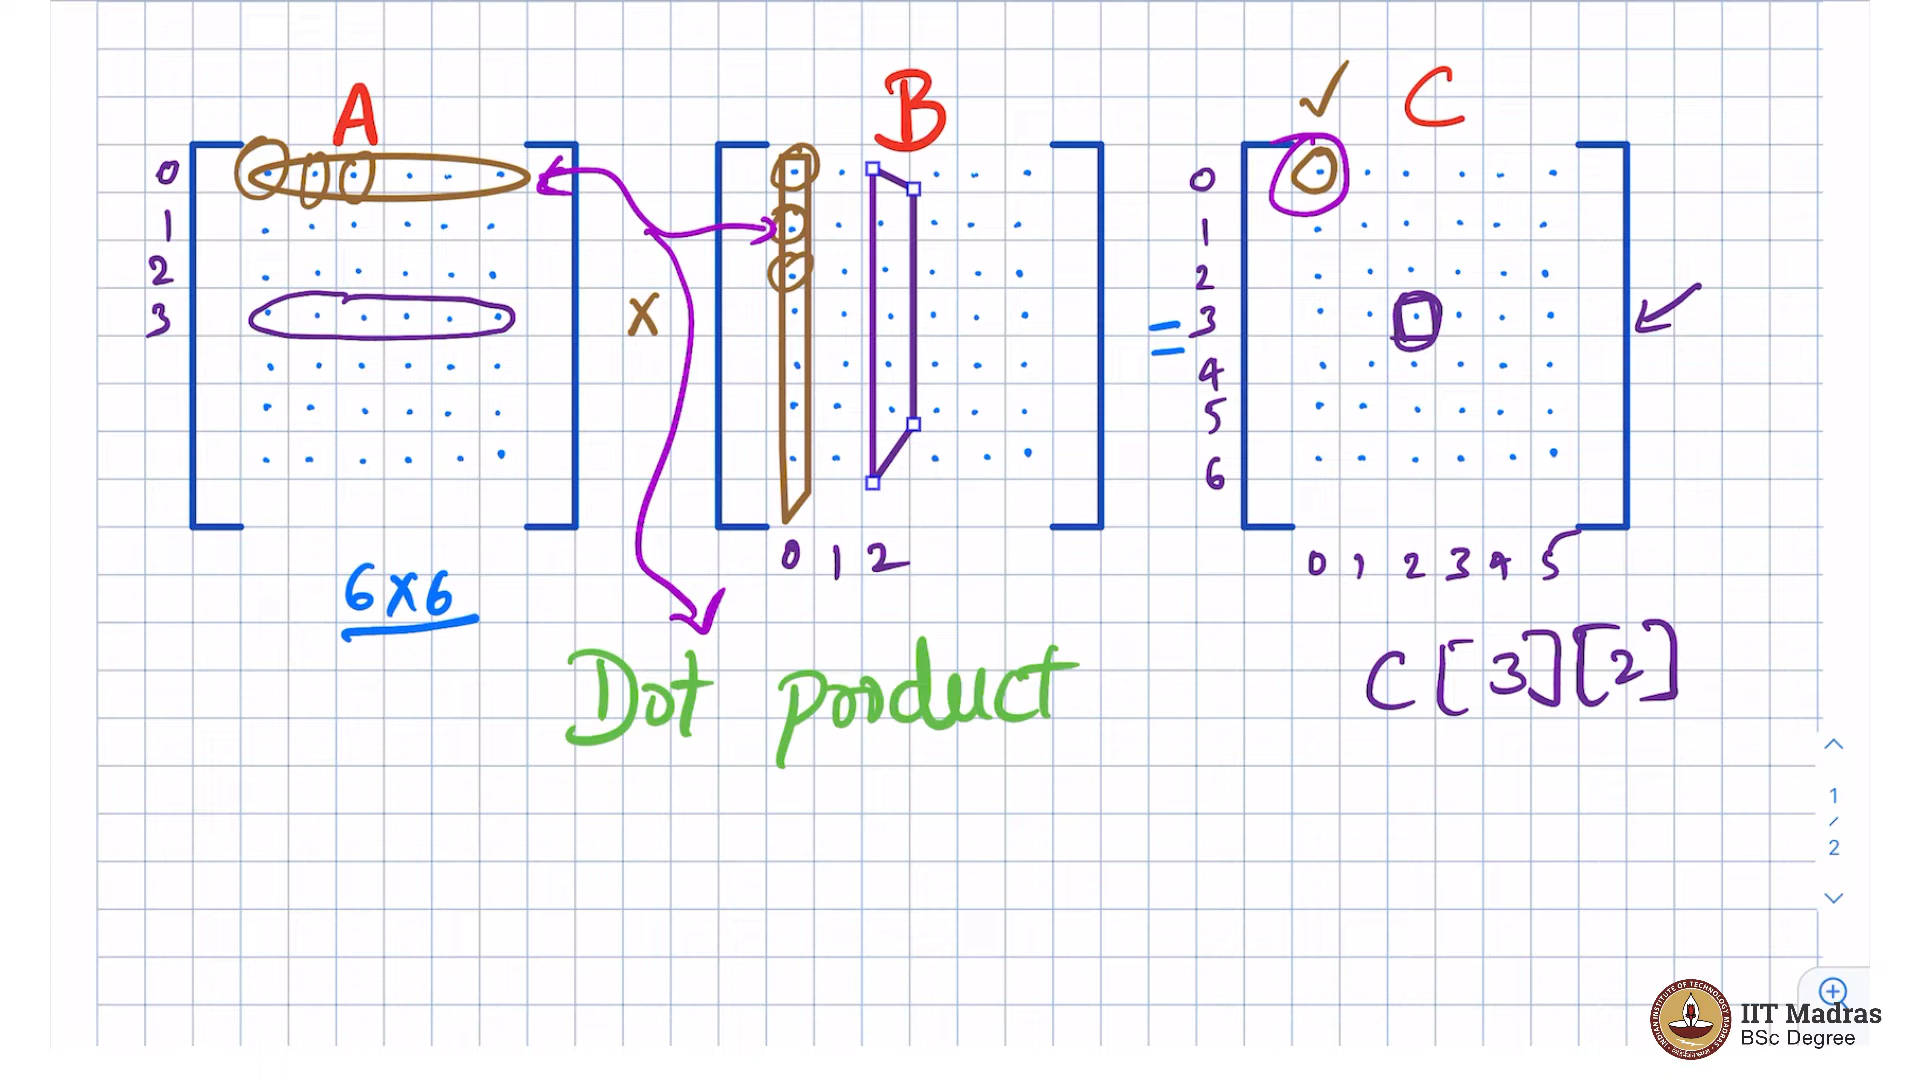 A B C
0
1
2
3
X
=
0
1
2
3
4
5
6
0 1 2
0 1 2 3 4 5
6x6
Dot product
C[3][2]
1
/
2
IIT Madras
BSc Degree